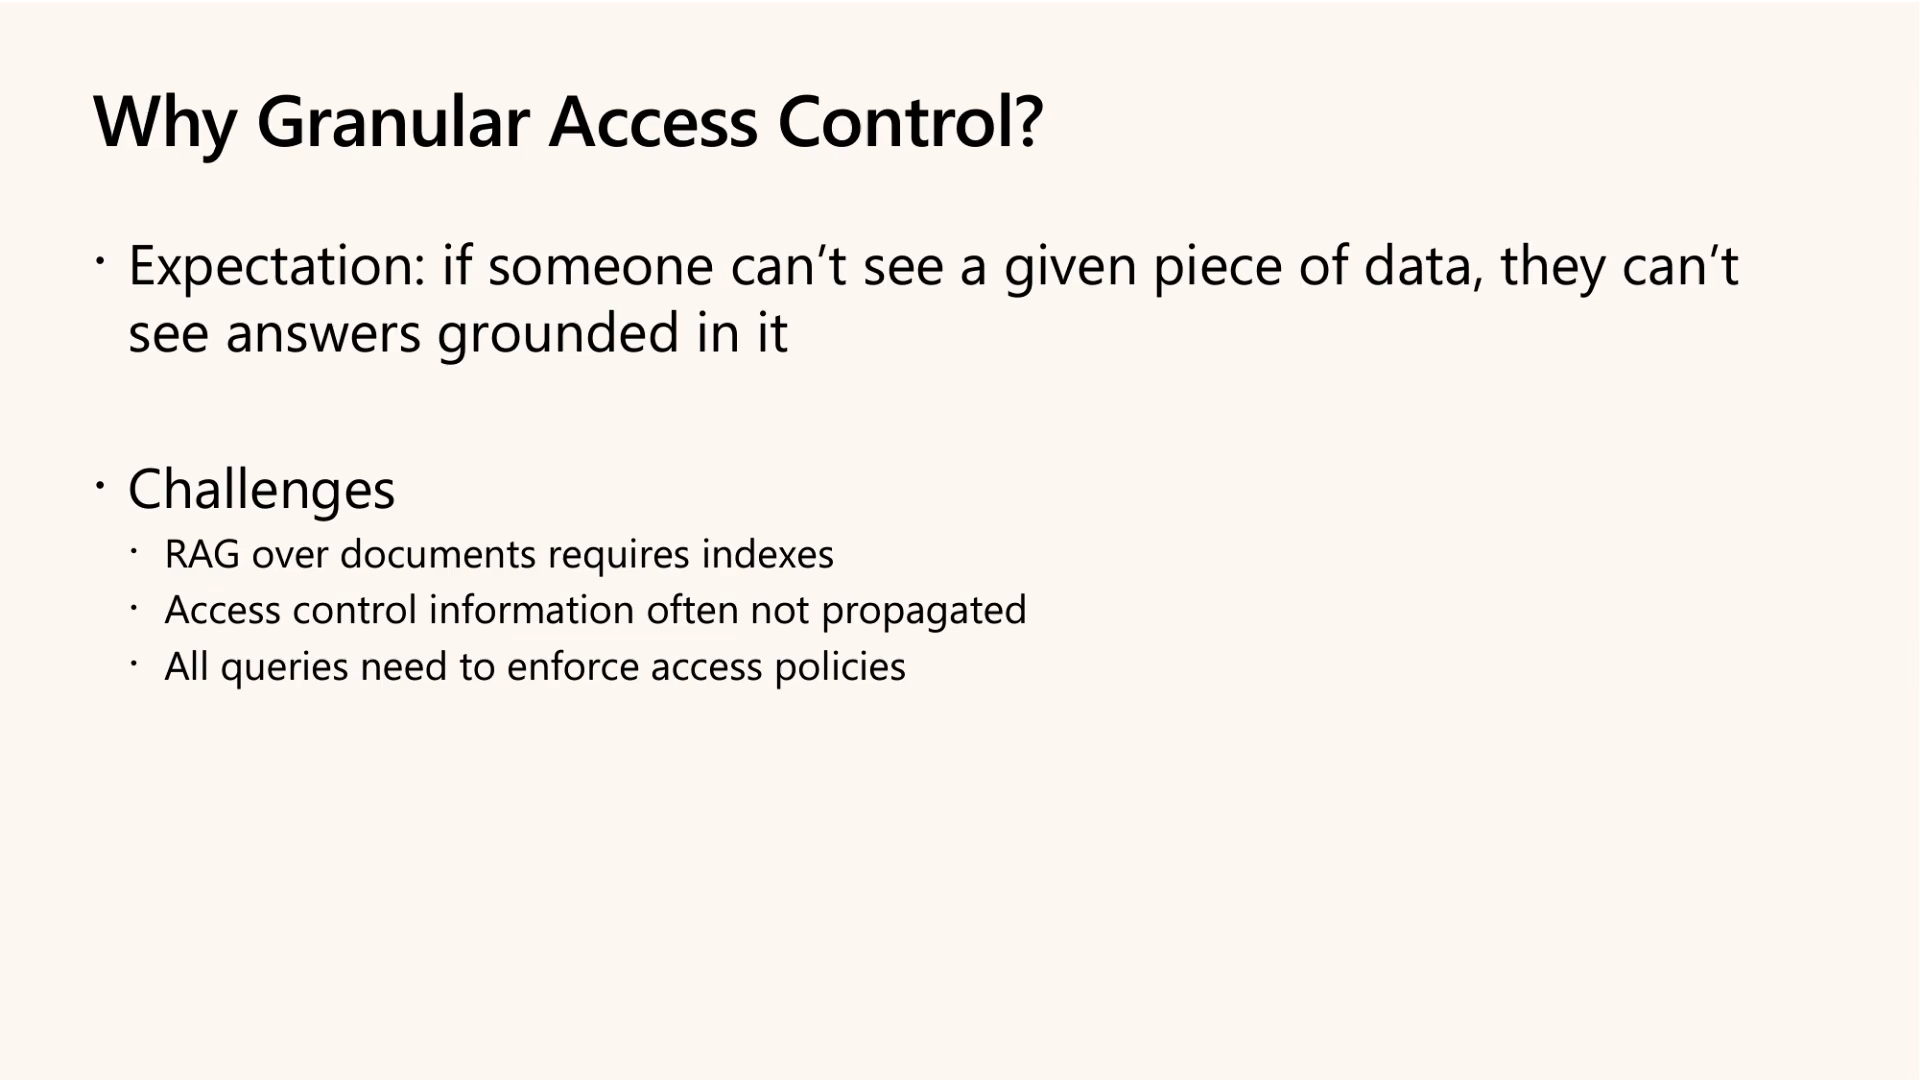 Why Granular Access Control?
• Expectation: if someone can’t see a given piece of data, they can’t
see answers grounded in it
• Challenges
• RAG over documents requires indexes
• Access control information often not propagated
• All queries need to enforce access policies